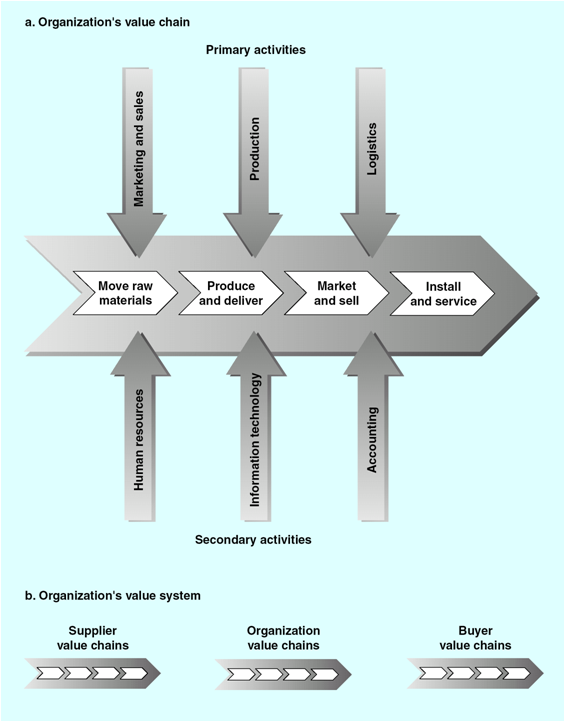 a. Organization's value chain
Primary activities
Marketing and sales
Production
Logistics
Move raw
materials
Produce
and deliver
Market
and sell
Install
and service
Human resources
Information technology
Accounting
Secondary activities
b. Organization's value system
Supplier
value chains
Organization
value chains
Buyer
value chains